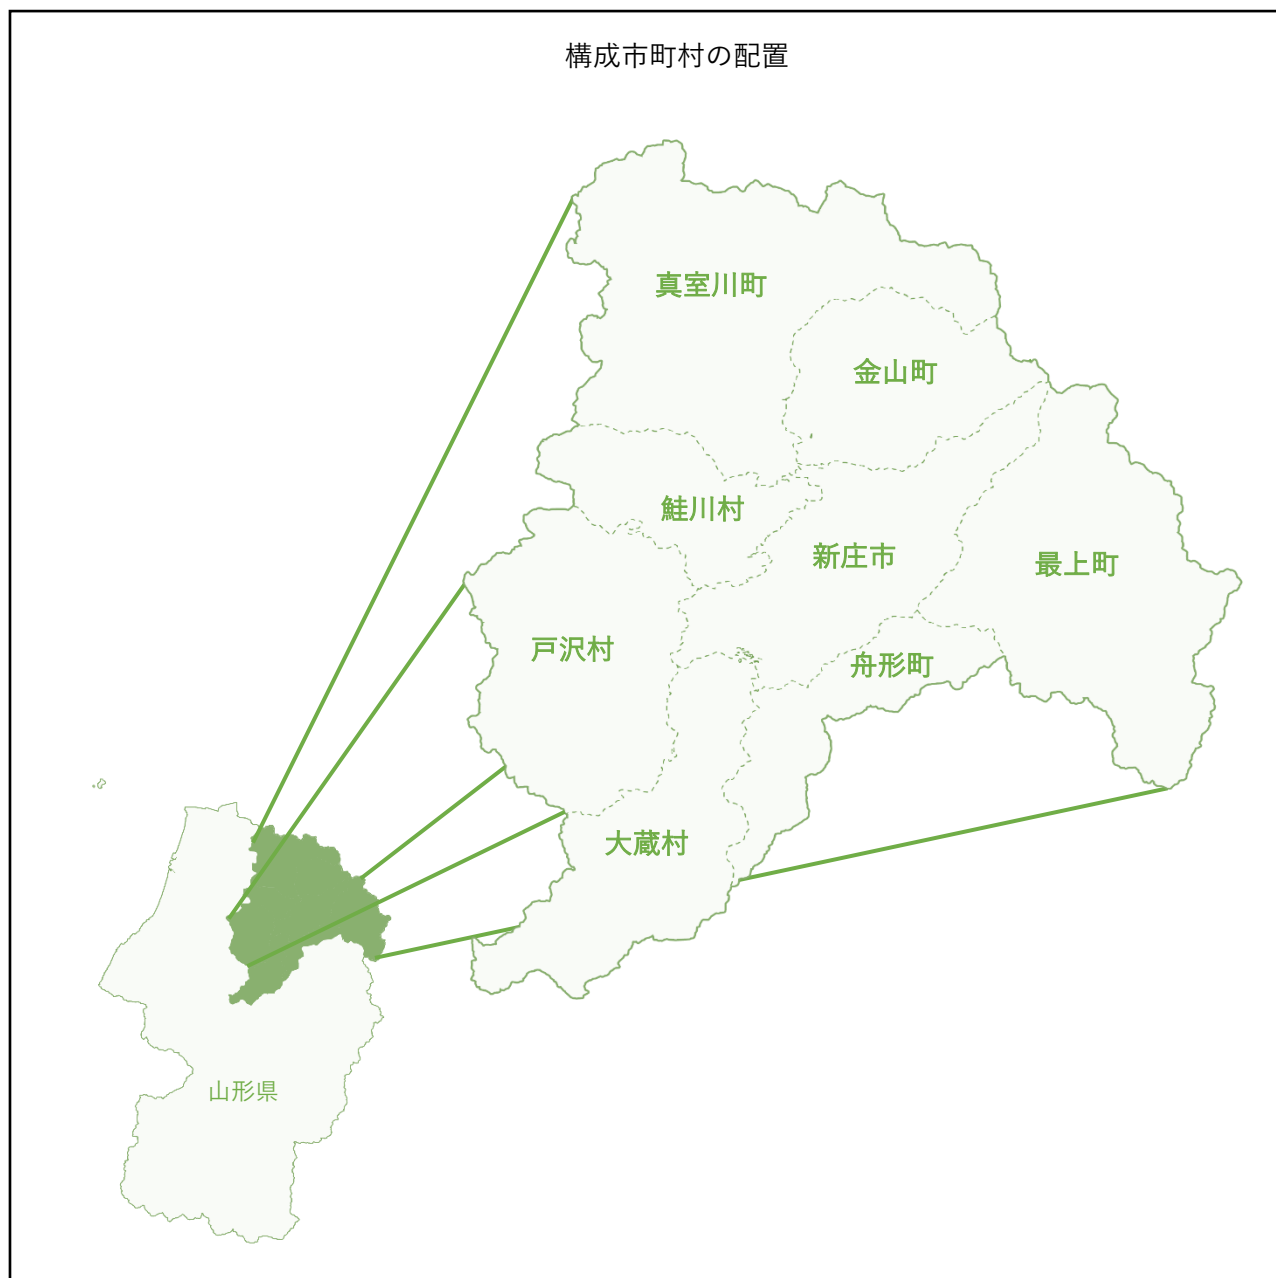 構成市町村の配置
真室川町
金山町
鮭川村
新庄市
最上町
戸沢村
舟形町
大蔵村
山形県